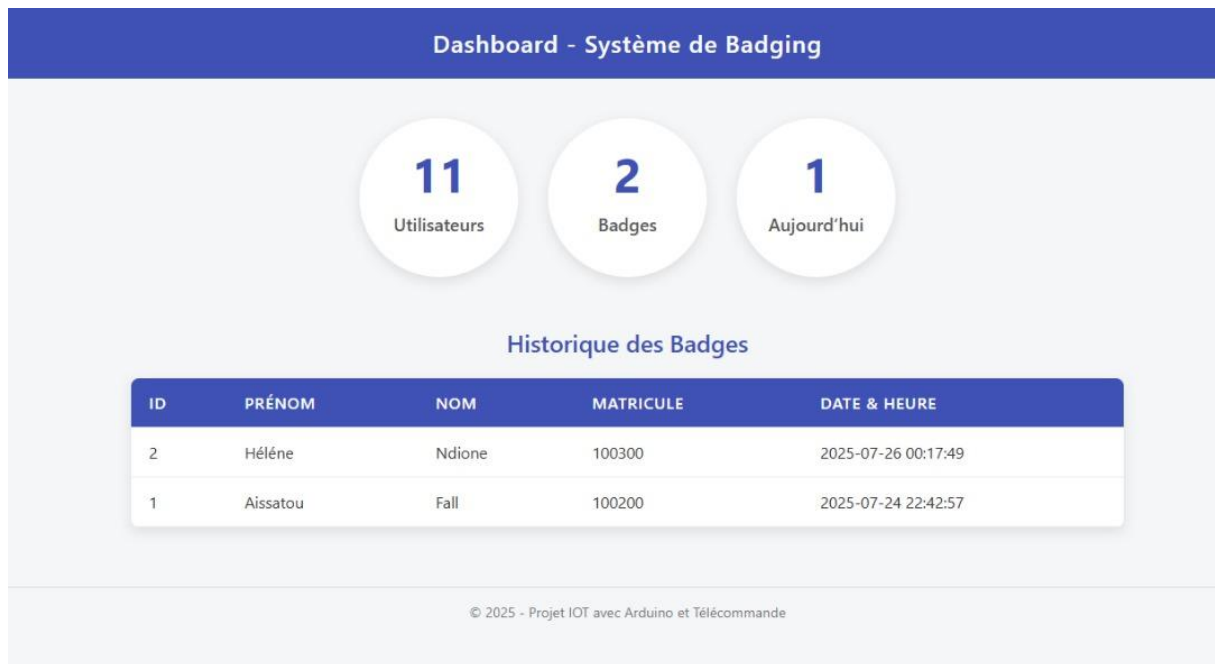 Dashboard - Système de Badging
11 2 1
Utilisateurs Badges Aujourd'hui
Historique des Badges
ID PRÉNOM NOM MATRICULE DATE & HEURE
2 Héléne Ndione 100300 2025-07-26 00:17:49
1 Aissatou Fall 100200 2025-07-24 22:42:57
© 2025 - Projet IOT avec Arduino et Télécommande